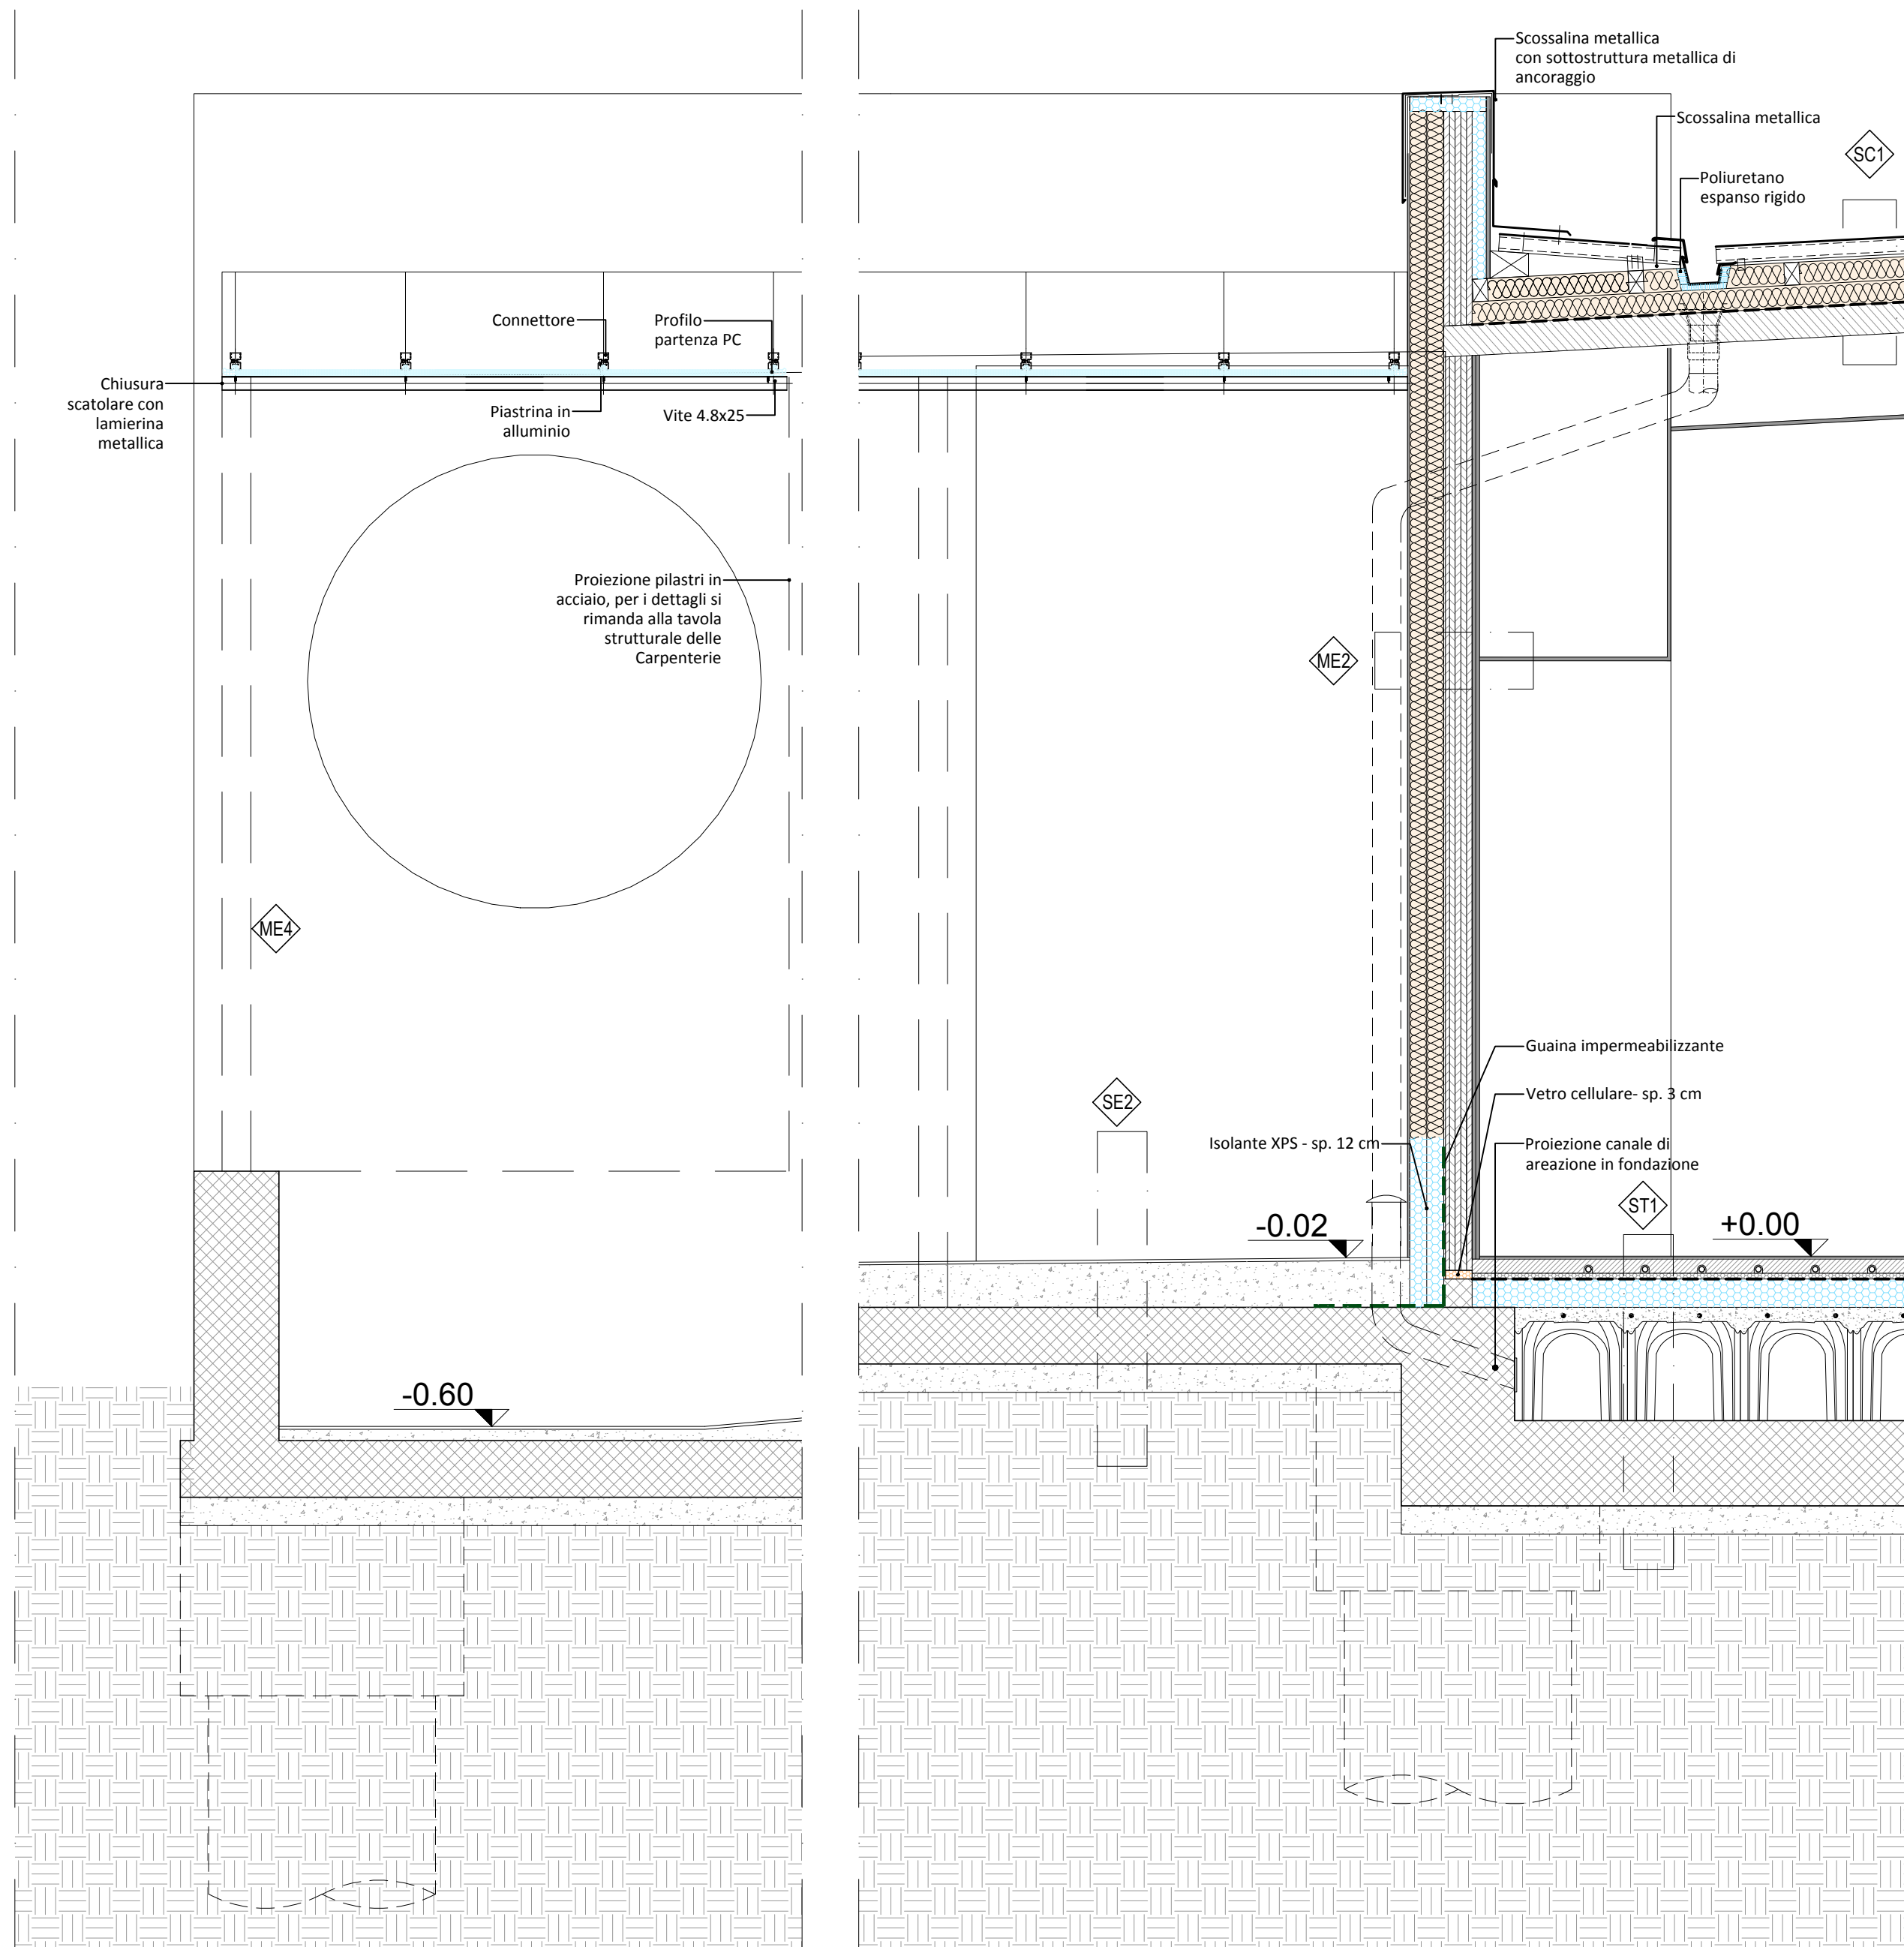 Scossalina metallica
con sottostruttura metallica di
ancoraggio
Scossalina metallica
SC1
Poliuretano
espanso rigido
Connettore
Profilo
partenza PC
Chiusura
scatolare con
lamierina
metallica
Piastrina in
alluminio
Vite 4.8x25
Proiezione pilastri in
acciaio, per i dettagli si
rimanda alla tavola
strutturale delle
Carpenterie
ME2
ME4
Guaina impermeabilizzante
SE2
Vetro cellulare- sp. 3 cm
Isolante XPS - sp. 12 cm
Proiezione canale di
areazione in fondazione
ST1
-0.02
+0.00
-0.60